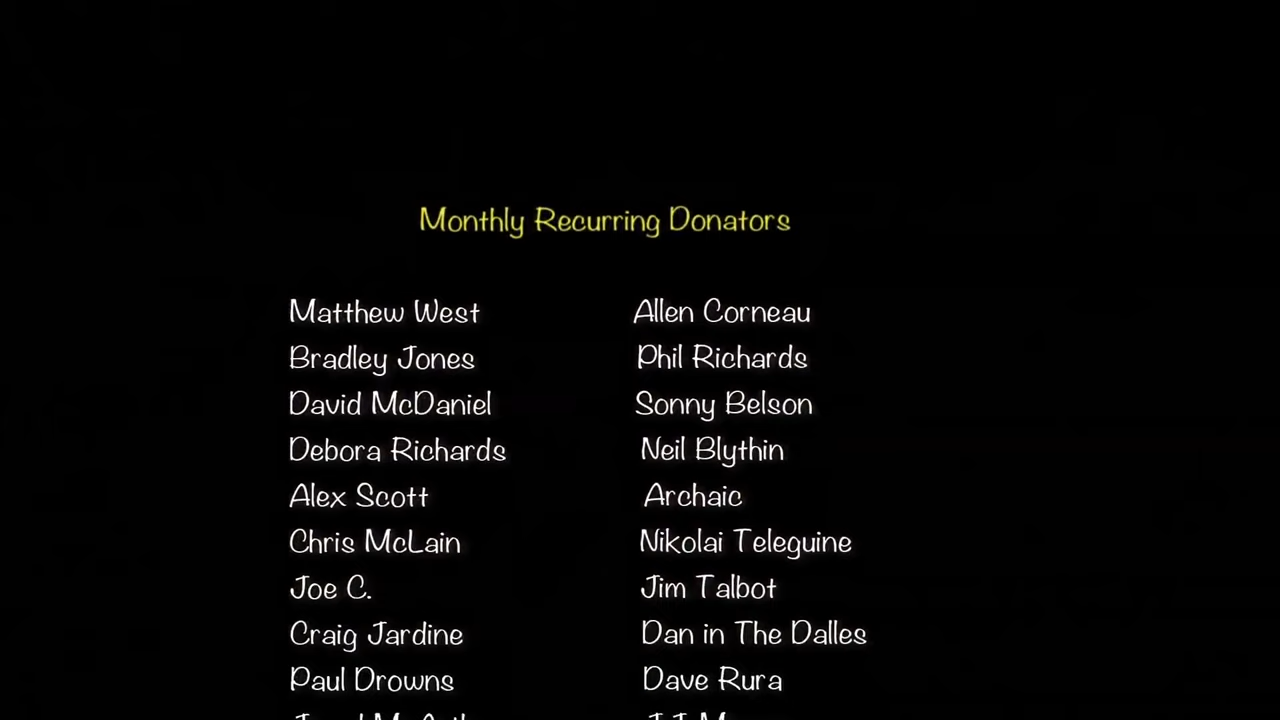 Monthly Recurring Donators
Matthew West Allen Corneau
Bradley Jones Phil Richards
David McDaniel Sonny Belson
Debora Richards Neil Blythin
Alex Scott Archaic
Chris McLain Nikolai Teleguine
Joe C. Jim Talbot
Craig Jardine Dan in The Dalles
Paul Drowns Dave Rura